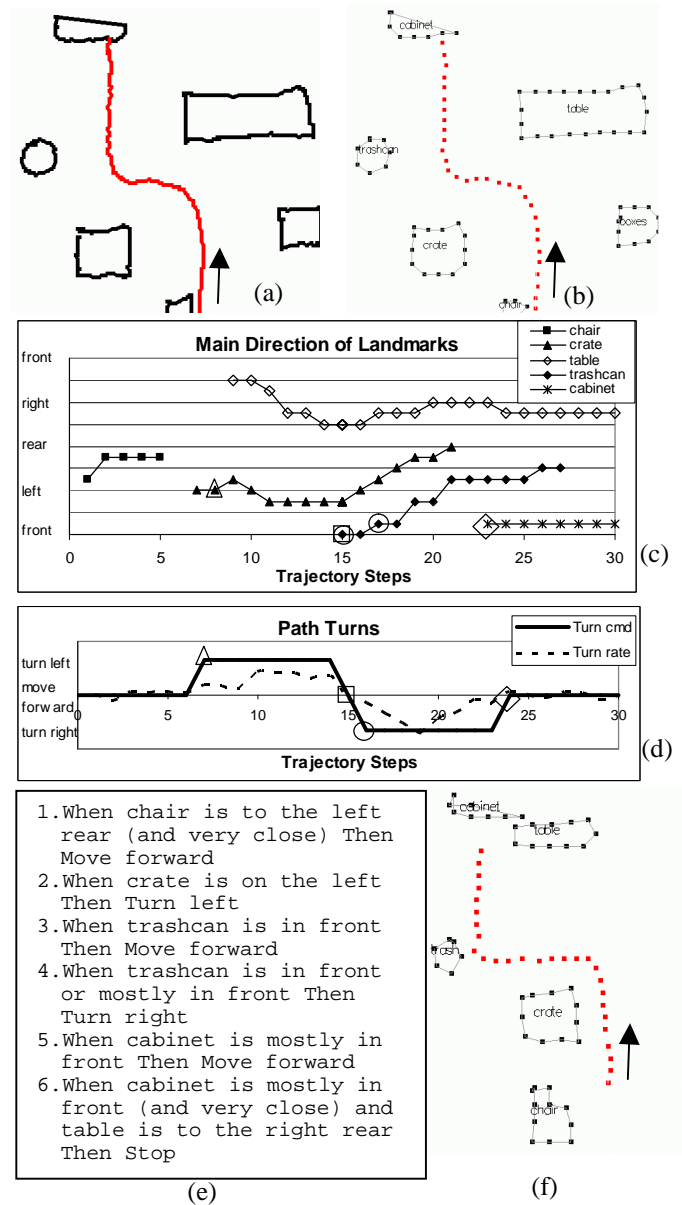 cabinet
table
trashcan
boxes
crate
chair
(a)
(b)
Main Direction of Landmarks
chair
crate
table
trashcan
cabinet
front
right
rear
left
front
0 5 10 15 20 25 30
Trajectory Steps
(c)
Path Turns
Turn cmd
Turn rate
turn left
move
forward
turn right
0 5 10 15 20 25 30
Trajectory Steps
(d)
1.When chair is to the left
rear (and very close) Then
Move forward
2.When crate is on the left
Then Turn left
3.When trashcan is in front
Then Move forward
4.When trashcan is in front
or mostly in front Then
Turn right
5.When cabinet is mostly in
front Then Move forward
6.When cabinet is mostly in
front (and very close) and
table is to the right rear
Then Stop
(e)
cabinet
table
trash
crate
chair
(f)